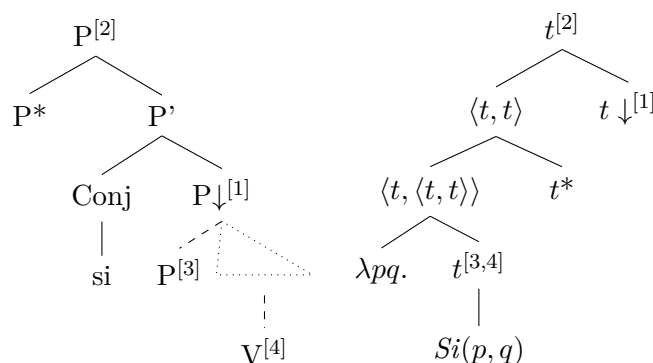 P[2] t[2]
P* P’ ⟨t, t⟩ t ↓[1]
Conj P↓[1] ⟨t, ⟨t, t⟩⟩ t*
si P[3] λpq. t[3,4]
V[4] Si(p, q)